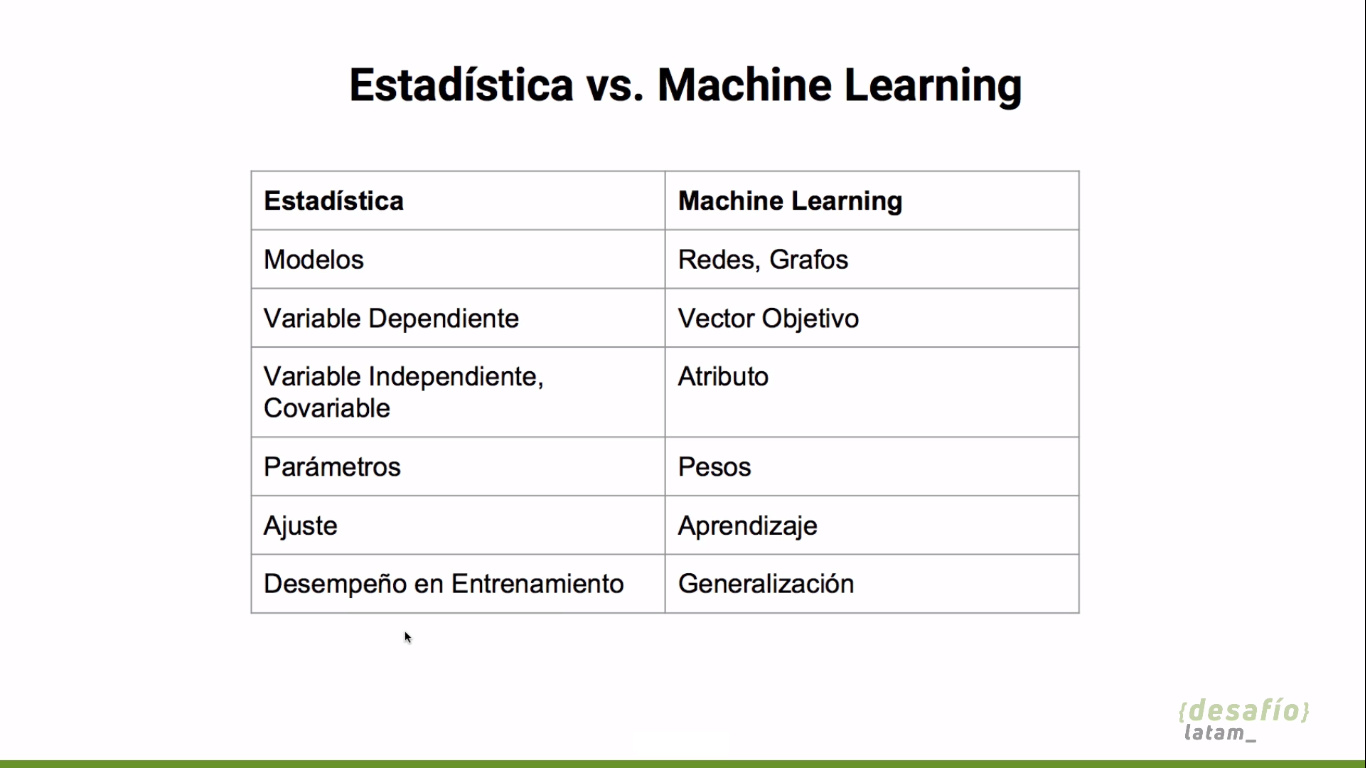 Estadística vs. Machine Learning
Estadística
Machine Learning
Modelos
Redes, Grafos
Variable Dependiente
Vector Objetivo
Variable Independiente,
Covariable
Atributo
Parámetros
Pesos
Ajuste
Aprendizaje
Desempeño en Entrenamiento
Generalización
{desafío}
latam_